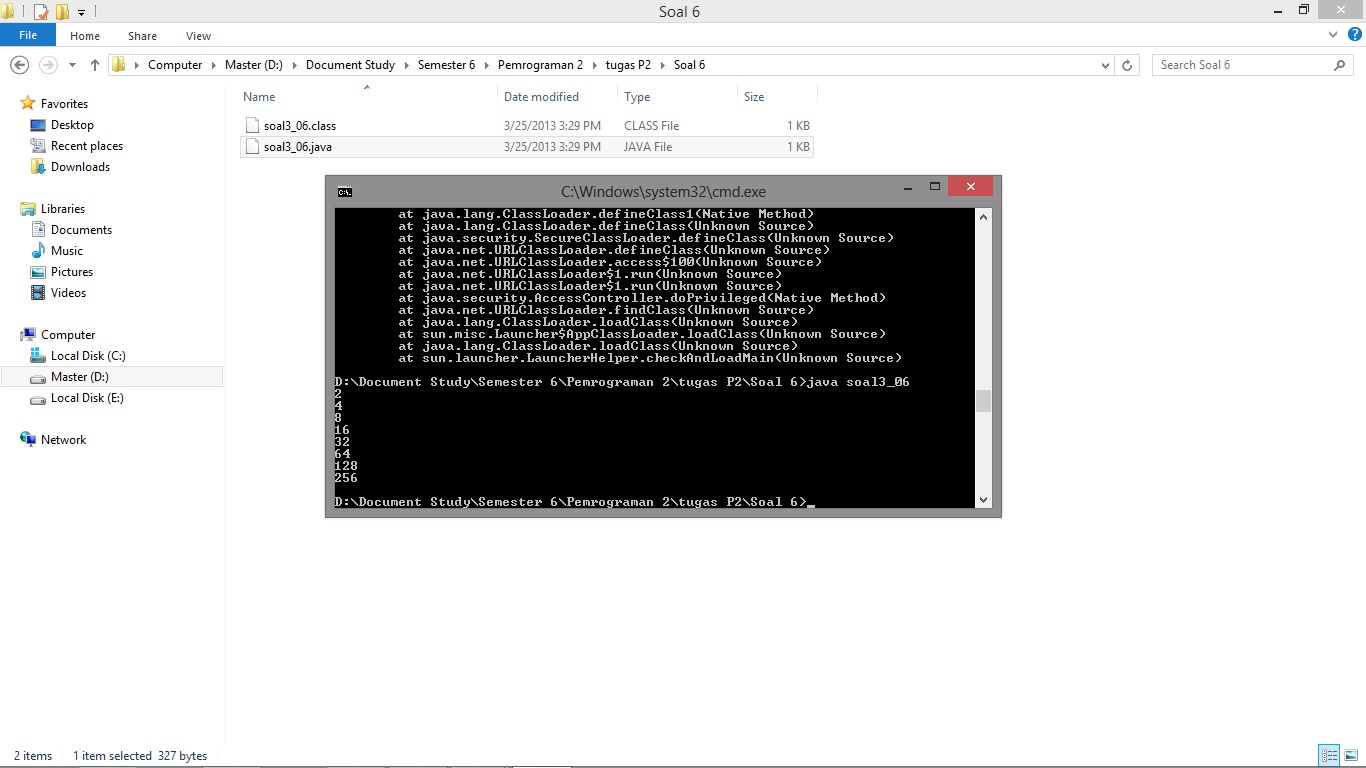 Soal 6
File Home Share View
Computer Master (D:) Document Study Semester 6 Pemrograman 2 tugas P2 Soal 6
Search Soal 6
Favorites
Desktop
Recent places
Downloads
Libraries
Documents
Music
Pictures
Videos
Computer
Local Disk (C:)
Master (D:)
Local Disk (E:)
Network
Name Date modified Type Size
soal3_06.class 3/25/2013 3:29 PM CLASS File 1 KB
soal3_06.java 3/25/2013 3:29 PM JAVA File 1 KB
C:\Windows\system32\cmd.exe
at java.lang.ClassLoader.defineClass1(Native Method)
at java.lang.ClassLoader.defineClass(Unknown Source)
at java.security.SecureClassLoader.defineClass(Unknown Source)
at java.net.URLClassLoader.defineClass(Unknown Source)
at java.net.URLClassLoader.access$100(Unknown Source)
at java.net.URLClassLoader$1.run(Unknown Source)
at java.net.URLClassLoader$1.run(Unknown Source)
at java.security.AccessController.doPrivileged(Native Method)
at java.net.URLClassLoader.findClass(Unknown Source)
at java.lang.ClassLoader.loadClass(Unknown Source)
at sun.misc.Launcher$AppClassLoader.loadClass(Unknown Source)
at java.lang.ClassLoader.loadClass(Unknown Source)
at sun.launcher.LauncherHelper.checkAndLoadMain(Unknown Source)
D:\Document Study\Semester 6\Pemrograman 2\tugas P2\Soal 6>java soal3_06
2
4
8
16
32
64
128
256
D:\Document Study\Semester 6\Pemrograman 2\tugas P2\Soal 6>_
2 items 1 item selected 327 bytes